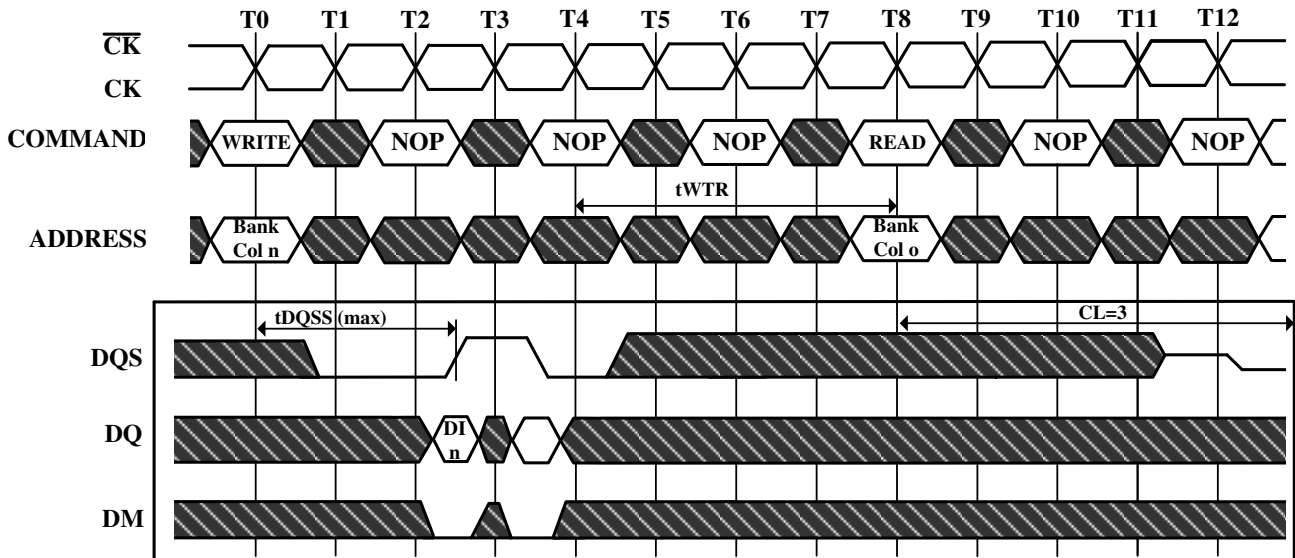 T0 T1 T2 T3 T4 T5 T6 T7 T8 T9 T10 T11 T12
CK
CK
COMMAND
WRITE NOP NOP NOP READ NOP NOP
tWTR
ADDRESS
Bank
Col n
Bank
Col o
tDQSS (max)
CL=3
DQS
DQ
DI
n
DM